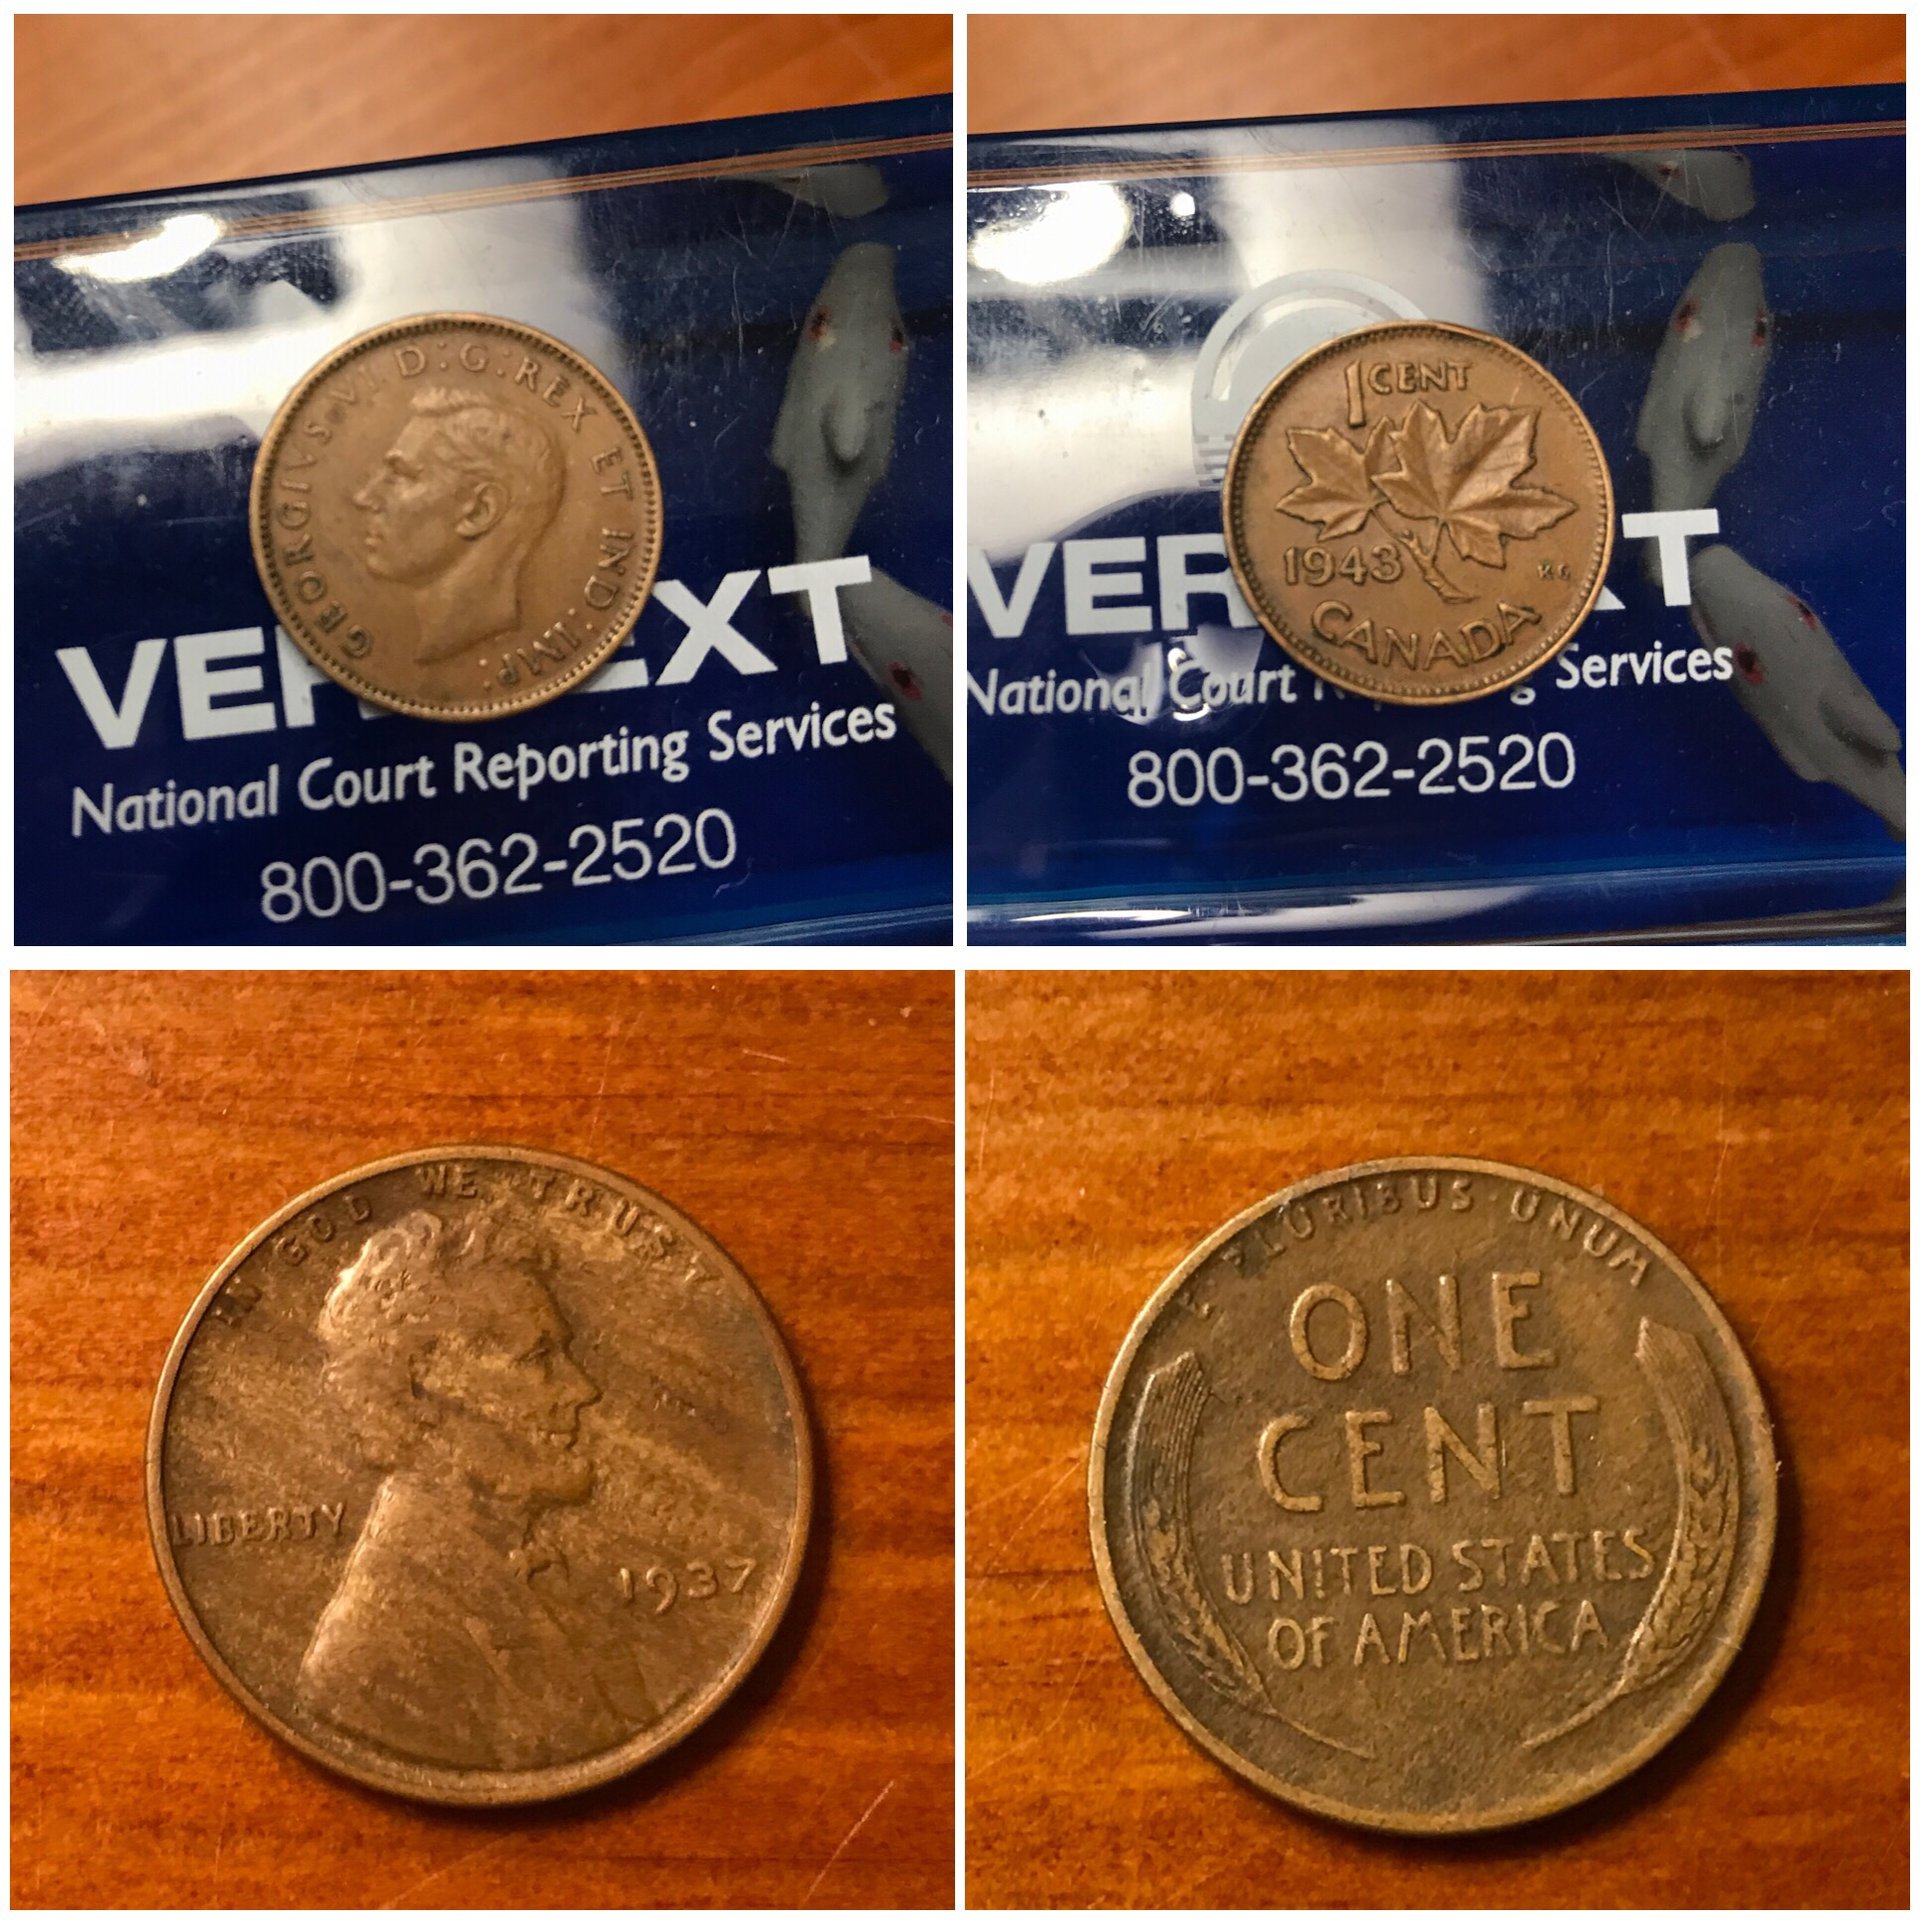 GEORGIVS VI D:G:REX ET IND:IMP:
VER EXT
National Court Reporting Services
800-362-2520
1 CENT
1943
KG
CANADA
VER T
National Court Services
800-362-2520
IN GOD WE TRUST
LIBERTY
1937
E PLURIBUS UNUM
ONE
CENT
UNITED STATES
OF AMERICA